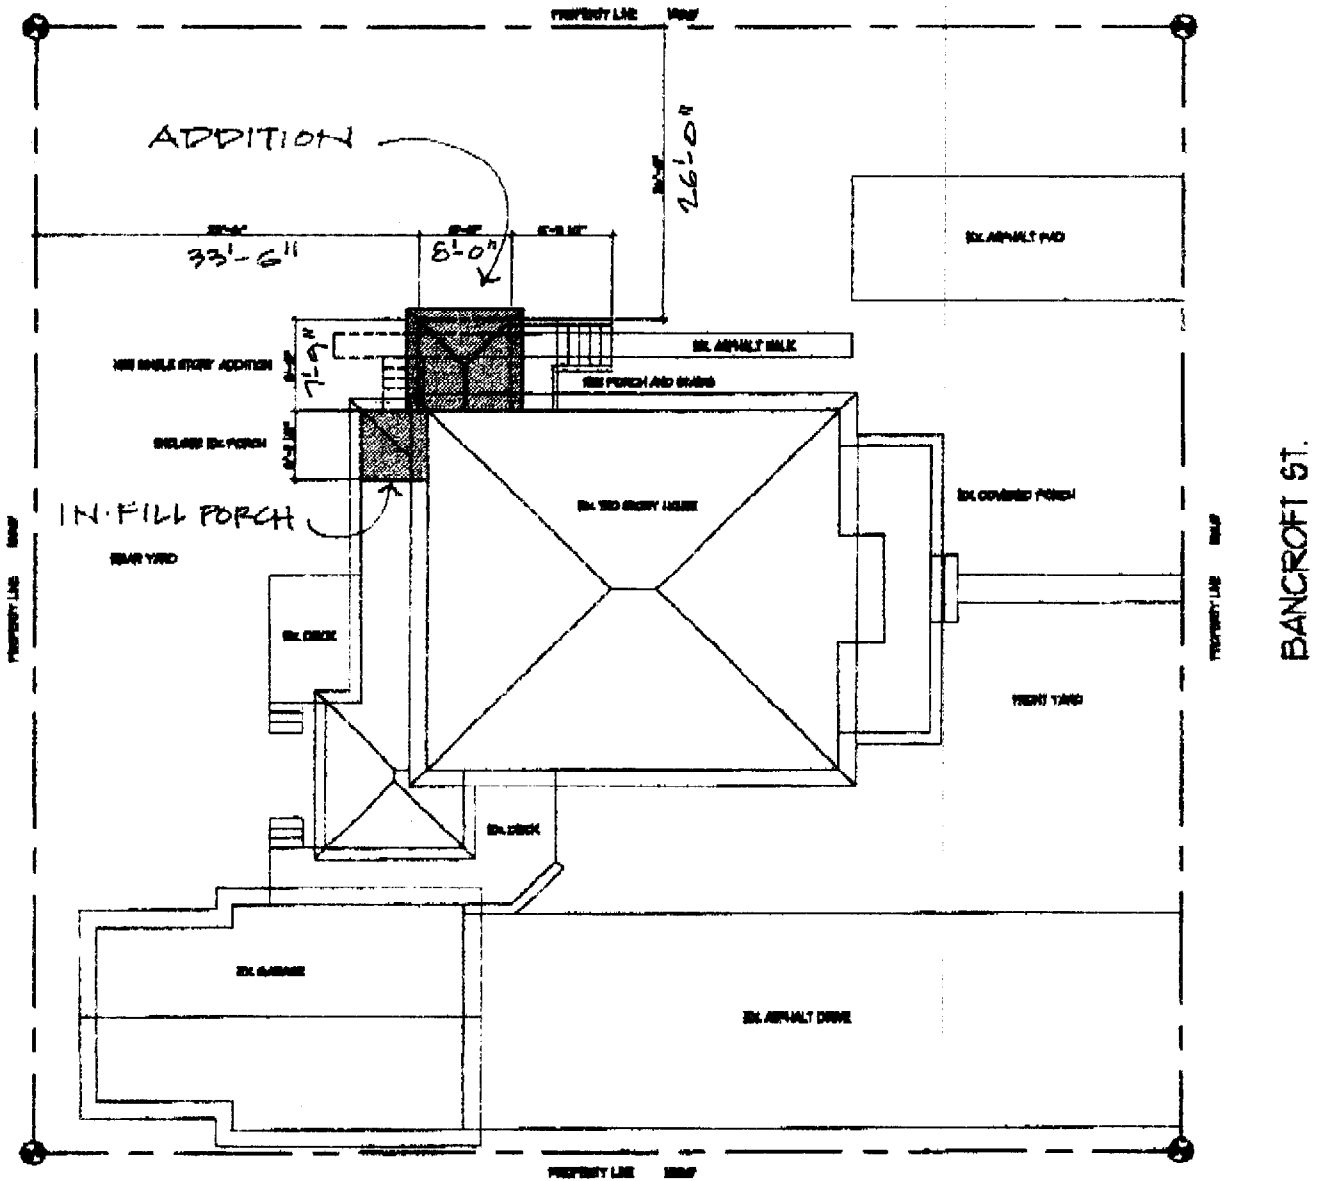 PROPERTY LINE
ADDITION
26'-0"
EX. ASPHALT PAD
33'-6"
8'-0"
EX. ASPHALT WALK
NEW SINGLE STORY ADDITION
7'-9"
NEW PORCH AND STAIRS
ENCLOSE EX. PORCH
EX. TWO STORY HOUSE
EX. COVERED PORCH
IN-FILL PORCH
REAR YARD
PROPERTY LINE
PROPERTY LINE
BANCROFT ST.
EX. DECK
FRONT YARD
EX. DECK
EX. GARAGE
EX. ASPHALT DRIVE
PROPERTY LINE